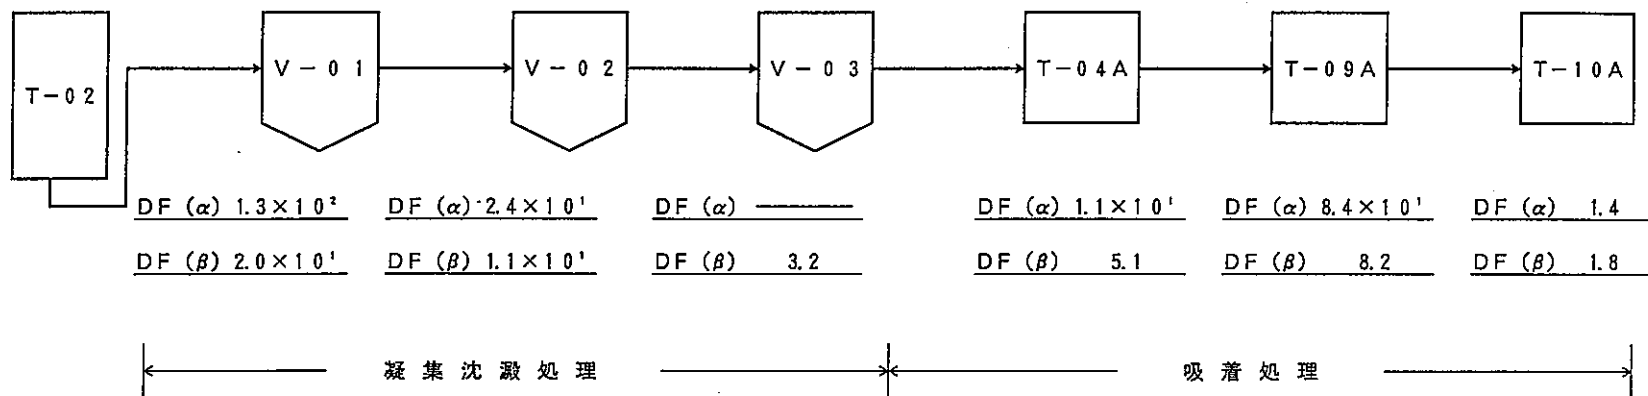 T-02 V-01 V-02 V-03 T-04A T-09A T-10A
DF (α) 1.3×10² DF (α) 2.4×10¹ DF (α) ——— DF (α) 1.1×10¹ DF (α) 8.4×10¹ DF (α) 1.4
DF (β) 2.0×10¹ DF (β) 1.1×10¹ DF (β) 3.2 DF (β) 5.1 DF (β) 8.2 DF (β) 1.8
凝集沈澱処理 吸着処理